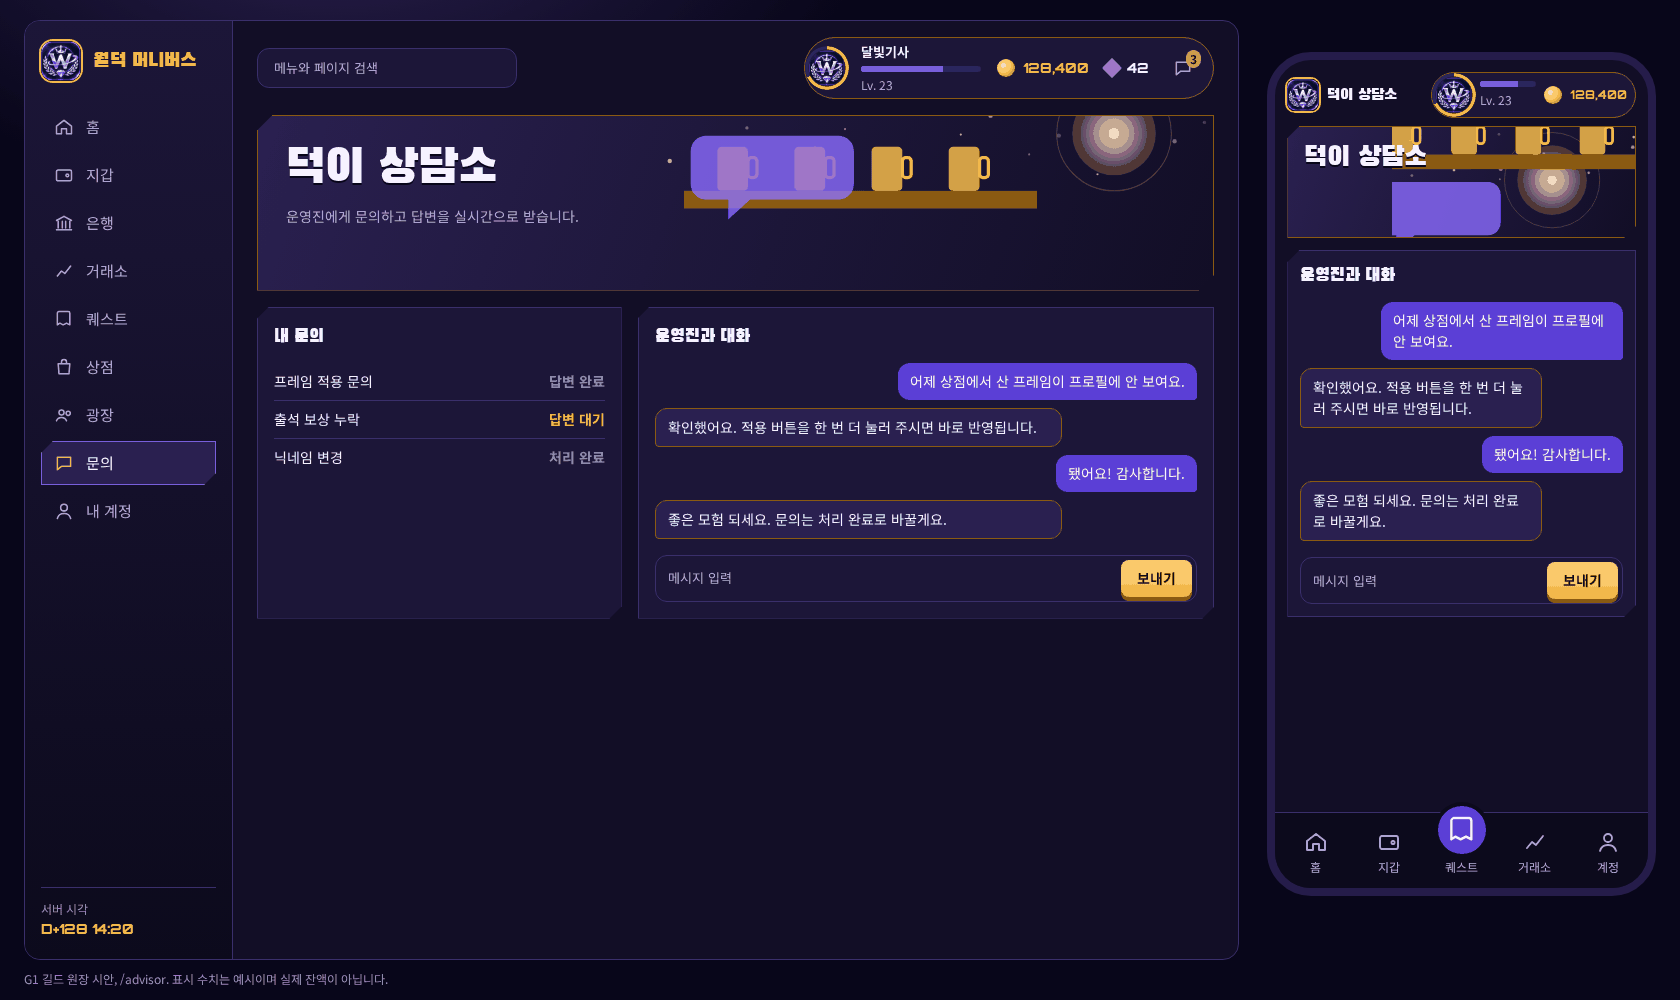 원덕 머니버스
홈
지갑
은행
거래소
퀘스트
상점
광장
문의
내 계정
서버 시각
D+128 14:20
메뉴와 페이지 검색
달빛기사
Lv. 23
128,400
42
3
덕이 상담소
운영진에게 문의하고 답변을 실시간으로 받습니다.
내 문의
프레임 적용 문의 답변 완료
출석 보상 누락 답변 대기
닉네임 변경 처리 완료
운영진과 대화
어제 상점에서 산 프레임이 프로필에 안 보여요.
확인했어요. 적용 버튼을 한 번 더 눌러 주시면 바로 반영됩니다.
됐어요! 감사합니다.
좋은 모험 되세요. 문의는 처리 완료로 바꿀게요.
메시지 입력
보내기
덕이 상담소
Lv. 23
128,400
덕이 상담소
운영진과 대화
어제 상점에서 산 프레임이 프로필에
안 보여요.
확인했어요. 적용 버튼을 한 번 더 눌
러 주시면 바로 반영됩니다.
됐어요! 감사합니다.
좋은 모험 되세요. 문의는 처리 완료
로 바꿀게요.
메시지 입력
보내기
홈
지갑
퀘스트
거래소
계정
G1 길드 원장 시안, /advisor. 표시 수치는 예시이며 실제 잔액이 아닙니다.